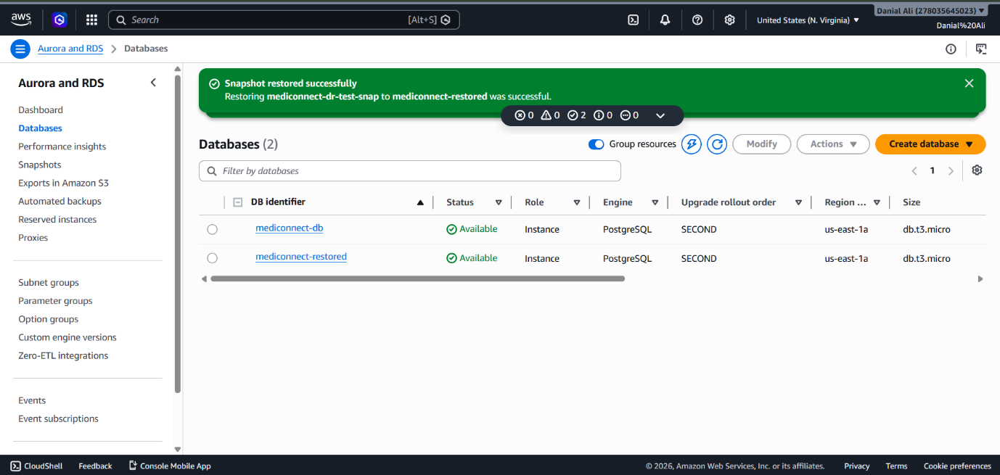 aws
Search [Alt+S]
United States (N. Virginia)
Danial Ali (278035645023)
Danial%20Ali
Aurora and RDS
Databases
Aurora and RDS
Dashboard
Databases
Performance insights
Snapshots
Exports in Amazon S3
Automated backups
Reserved instances
Proxies
Subnet groups
Parameter groups
Option groups
Custom engine versions
Zero-ETL integrations
Events
Event subscriptions
Snapshot restored successfully
Restoring mediconnect-dr-test-snap to mediconnect-restored was successful.
0 0 2 0 0
Databases (2)
Group resources
Modify
Actions
Create database
Filter by databases
1
DB identifier Status Role Engine Upgrade rollout order Region ... Size
mediconnect-db Available Instance PostgreSQL SECOND us-east-1a db.t3.micro
mediconnect-restored Available Instance PostgreSQL SECOND us-east-1a db.t3.micro
CloudShell Feedback Console Mobile App © 2026, Amazon Web Services, Inc. or its affiliates. Privacy Terms Cookie preferences